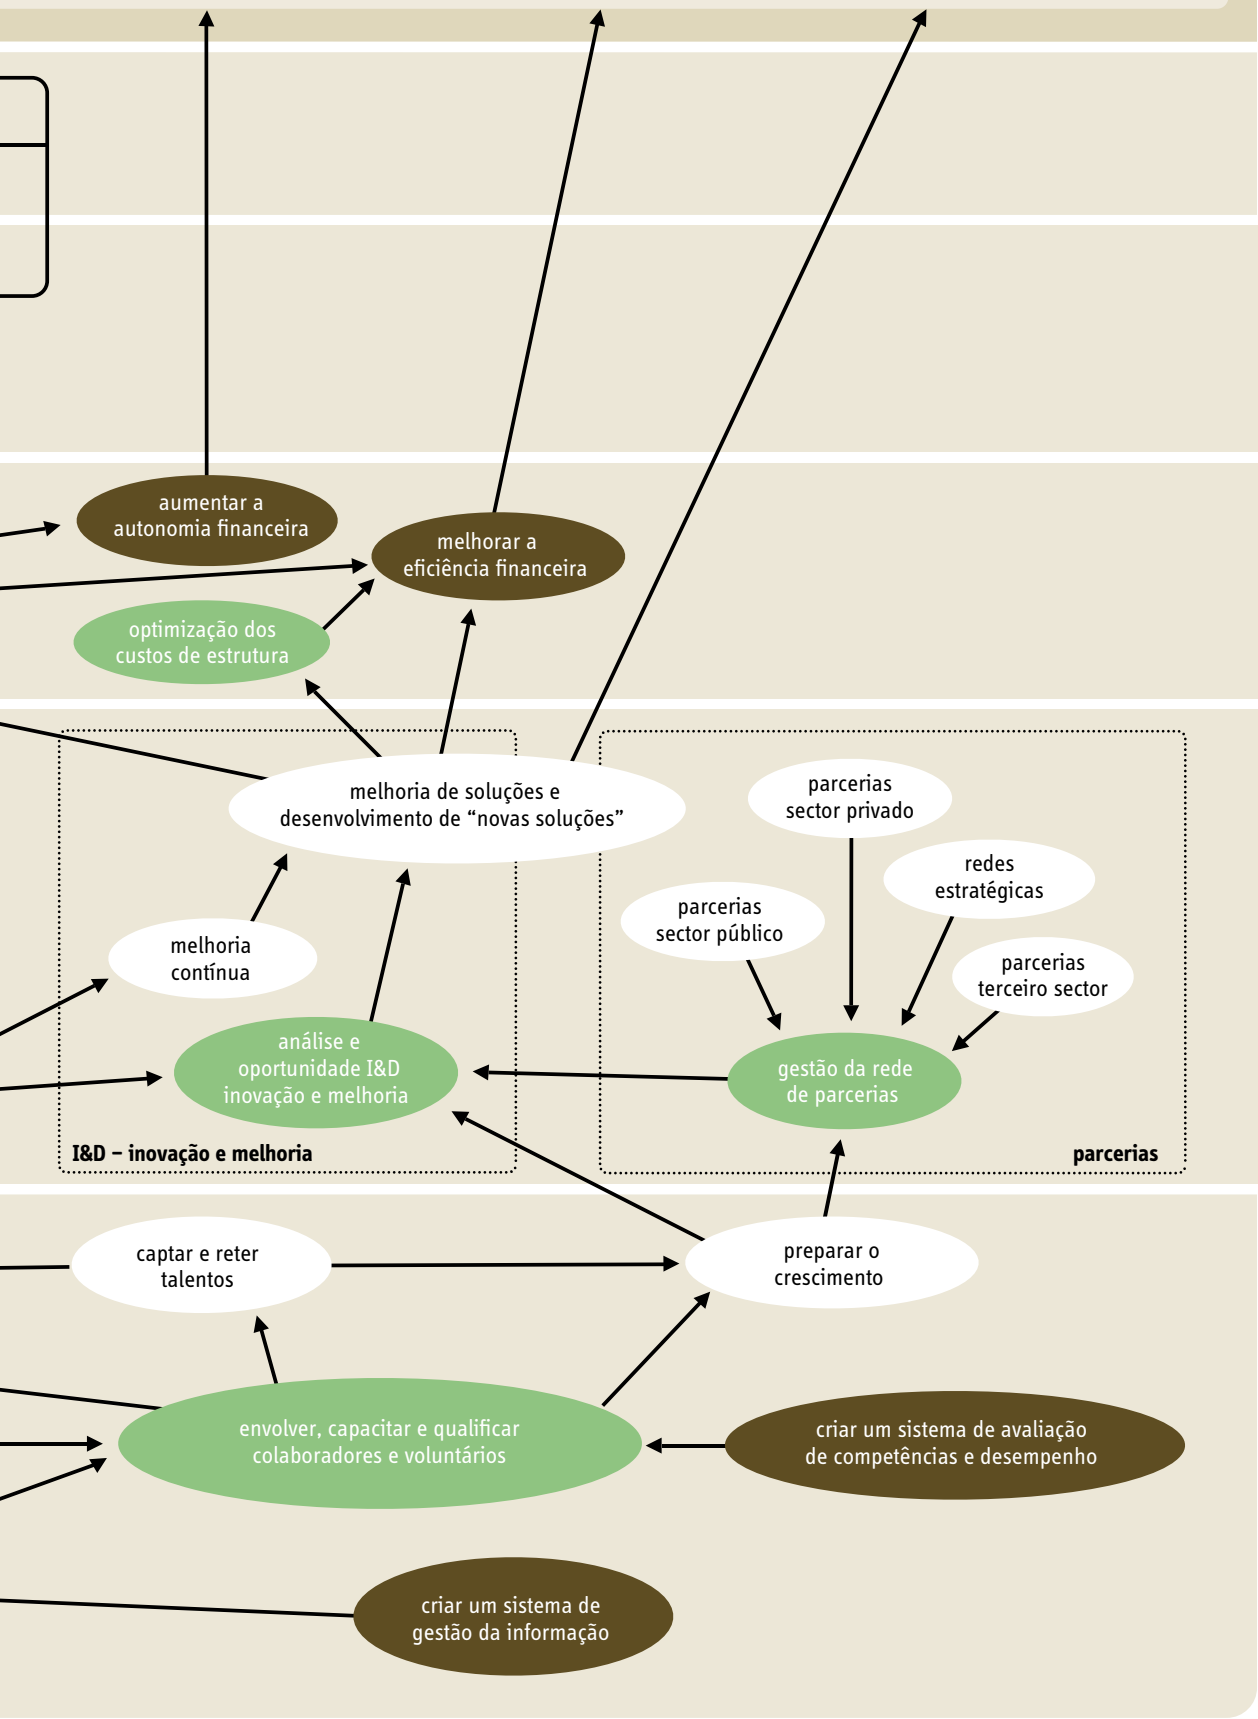 aumentar a
autonomia financeira
melhorar a
eficiência financeira
optimização dos
custos de estrutura
melhoria de soluções e
desenvolvimento de “novas soluções”
parcerias
sector privado
redes
estratégicas
parcerias
sector público
melhoria
contínua
parcerias
terceiro sector
análise e
oportunidade I&D
inovação e melhoria
gestão da rede
de parcerias
I&D – inovação e melhoria
parcerias
captar e reter
talentos
preparar o
crescimento
envolver, capacitar e qualificar
colaboradores e voluntários
criar um sistema de avaliação
de competências e desempenho
criar um sistema de
gestão da informação